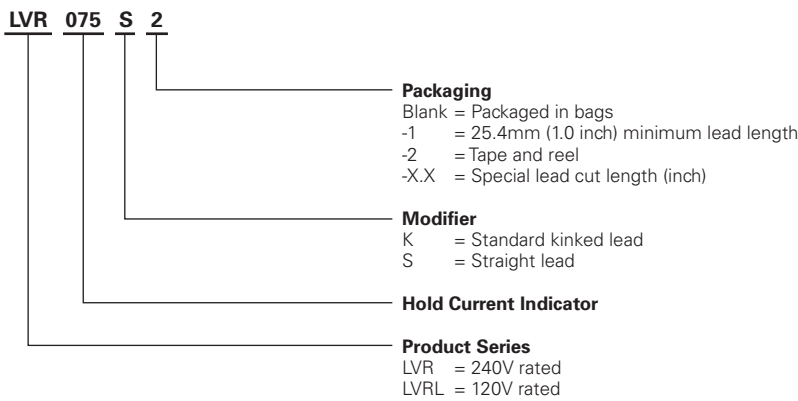 LVR 075 S 2
Packaging
Blank = Packaged in bags
-1 = 25.4mm (1.0 inch) minimum lead length
-2 = Tape and reel
-X.X = Special lead cut length (inch)
Modifier
K = Standard kinked lead
S = Straight lead
Hold Current Indicator
Product Series
LVR = 240V rated
LVRL = 120V rated